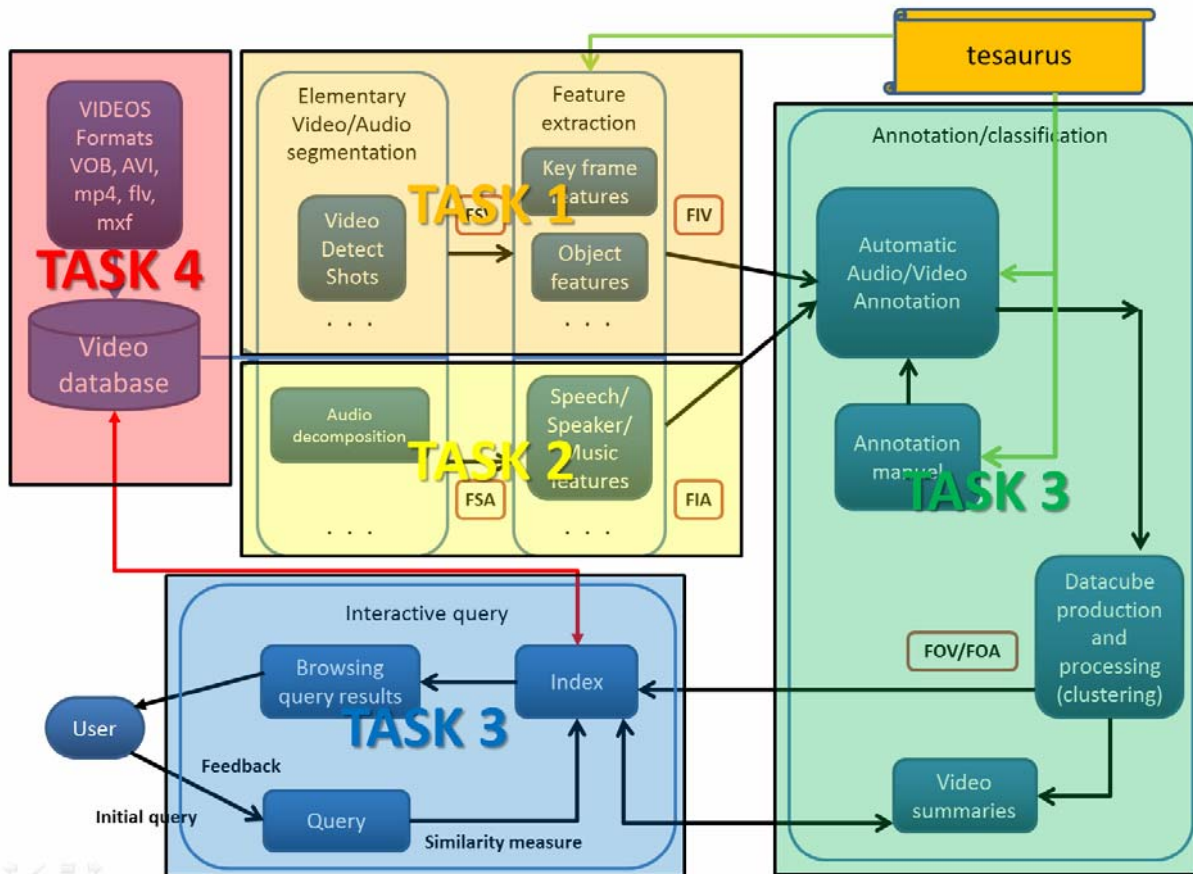 tesaurus
VIDEOS
Formats
VOB, AVI,
mp4, flv,
mxf
TASK 4
Video
database
Elementary
Video/Audio
segmentation
Video
Detect
Shots
. . .
FSV
TASK 1
Feature
extraction
Key frame
features
Object
features
. . .
FIV
Audio
decomposition
. . .
TASK 2
FSA
Speech/
Speaker/
Music
features
. . .
FIA
Annotation/classification
Automatic
Audio/Video
Annotation
Annotation
manuel
TASK 3
Datacube
production
and
processing
(clustering)
FOV/FOA
Video
summaries
Interactive query
Browsing
query results
Index
TASK 3
User
Feedback
Initial query
Query
Similarity measure